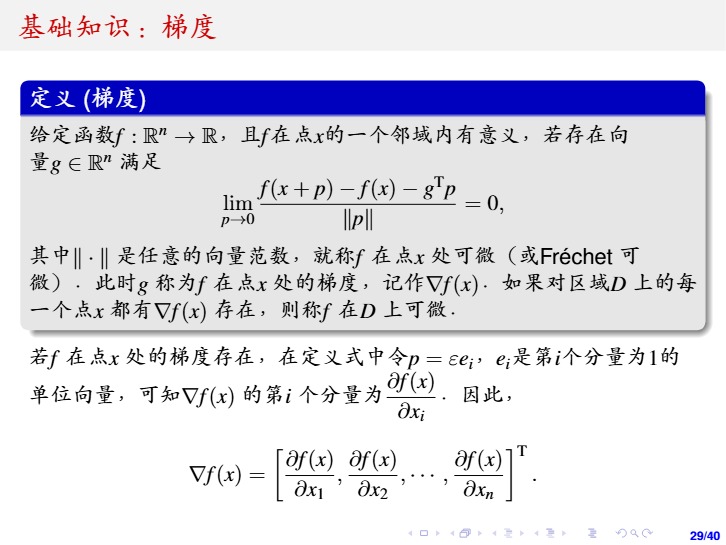 基础知识：梯度
定义 (梯度)
给定函数f : ℝⁿ → ℝ，且f在点x的一个邻域内有意义，若存在向
量g ∈ ℝⁿ 满足
lim_{p→0} (f(x + p) − f(x) − gᵀp) / ‖p‖ = 0,
其中‖ · ‖ 是任意的向量范数，就称f 在点x 处可微（或Fréchet 可
微）．此时g 称为f 在点x 处的梯度，记作∇f(x)．如果对区域D 上的每
一个点x 都有∇f(x) 存在，则称f 在D 上可微．
若f 在点x 处的梯度存在，在定义式中令p = εeᵢ，eᵢ是第i个分量为1的
单位向量，可知∇f(x) 的第i 个分量为 ∂f(x)/∂xᵢ ．因此，
∇f(x) = [∂f(x)/∂x₁, ∂f(x)/∂x₂, ⋯ , ∂f(x)/∂xₙ]ᵀ .
29/40